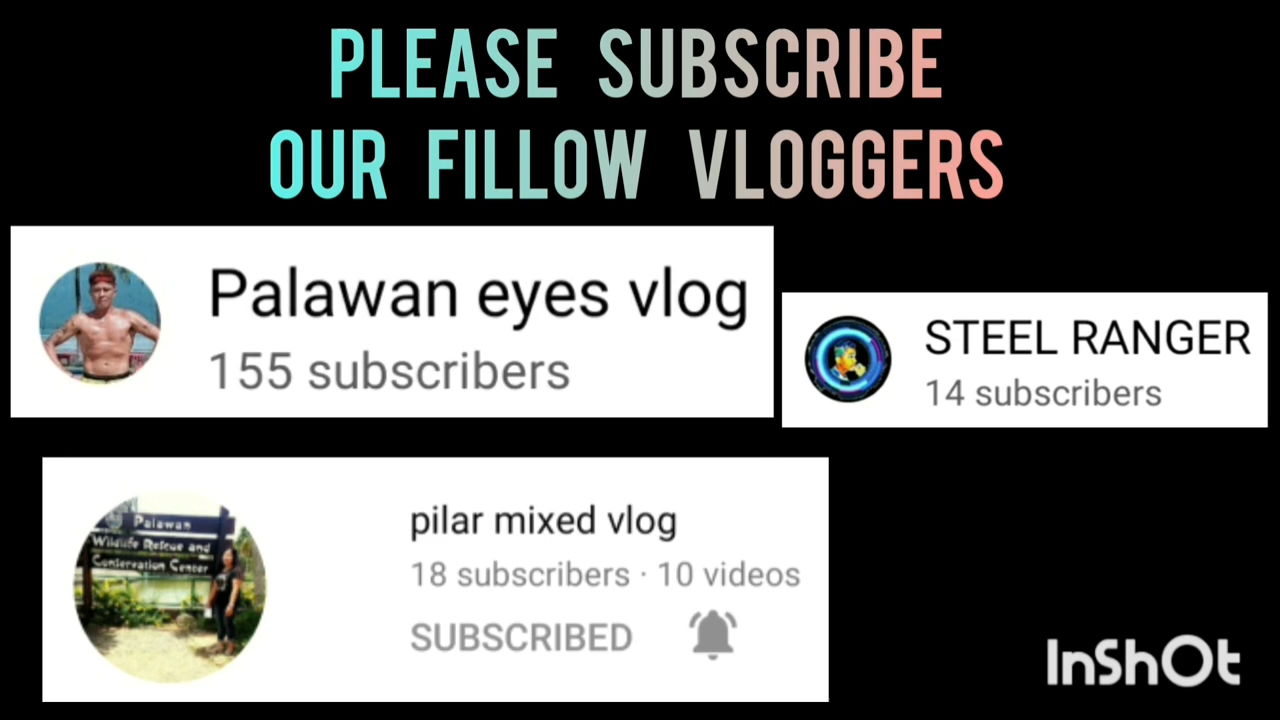 PLEASE SUBSCRIBE
OUR FILLOW VLOGGERS
Palawan eyes vlog
155 subscribers
STEEL RANGER
14 subscribers
Palawan
Wildlife Rescue and
Conservation Center
pilar mixed vlog
18 subscribers · 10 videos
SUBSCRIBED
InShOt